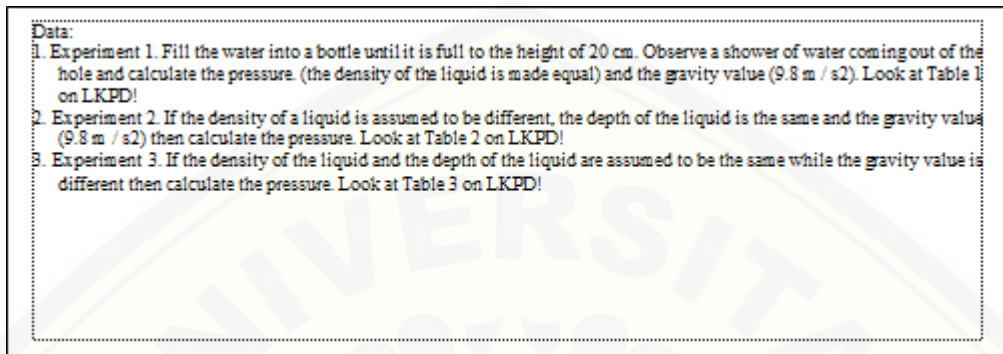 Data:
1. Experiment 1. Fill the water into a bottle until it is full to the height of 20 cm. Observe a shower of water coming out of the
hole and calculate the pressure. (the density of the liquid is made equal) and the gravity value (9.8 m / s2). Look at Table 1
on LKPD!
2. Experiment 2. If the density of a liquid is assumed to be different, the depth of the liquid is the same and the gravity value
(9.8 m / s2) then calculate the pressure. Look at Table 2 on LKPD!
3. Experiment 3. If the density of the liquid and the depth of the liquid are assumed to be the same while the gravity value is
different then calculate the pressure. Look at Table 3 on LKPD!
UNIVERSITA